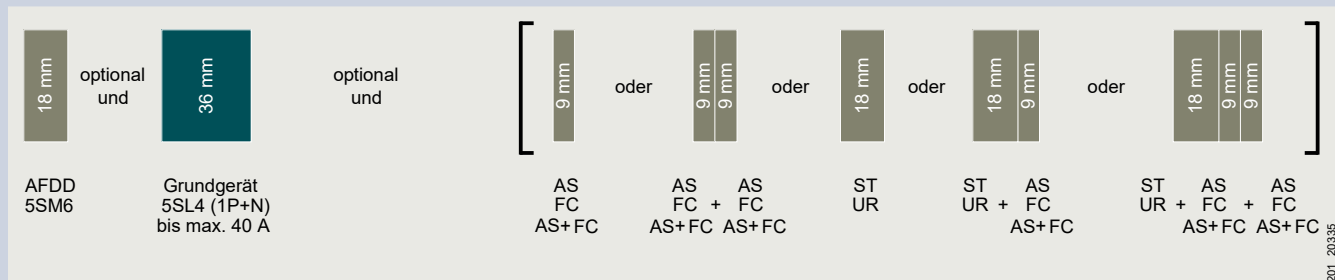 18 mm
optional
und
36 mm
optional
und
9 mm
oder
9 mm
9 mm
oder
18 mm
oder
18 mm
9 mm
oder
18 mm
9 mm
9 mm
AFDD
5SM6
Grundgerät
5SL4 (1P+N)
bis max. 40 A
AS
FC
AS+FC
AS AS
FC + FC
AS+FC AS+FC
ST
UR
ST AS
UR + FC
AS+FC
ST AS AS
UR + FC + FC
AS+FC AS+FC